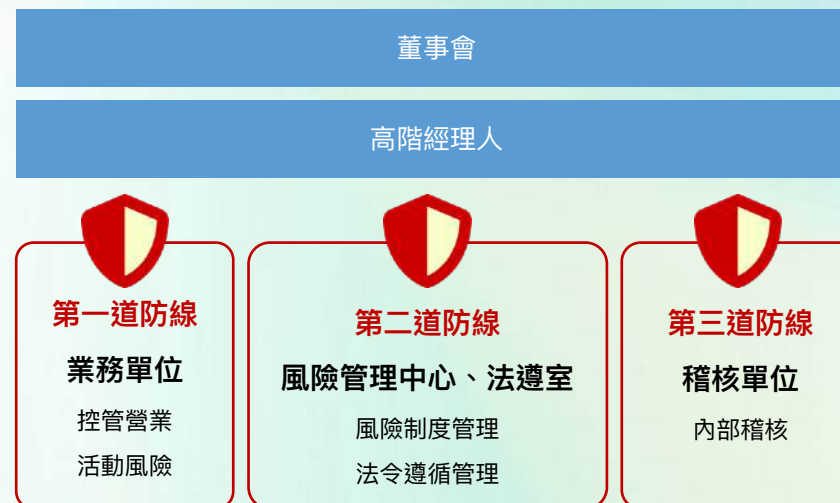 董事會
高階經理人
第一道防線
業務單位
控管營業
活動風險
第二道防線
風險管理中心、法遵室
風險制度管理
法令遵循管理
第三道防線
稽核單位
內部稽核